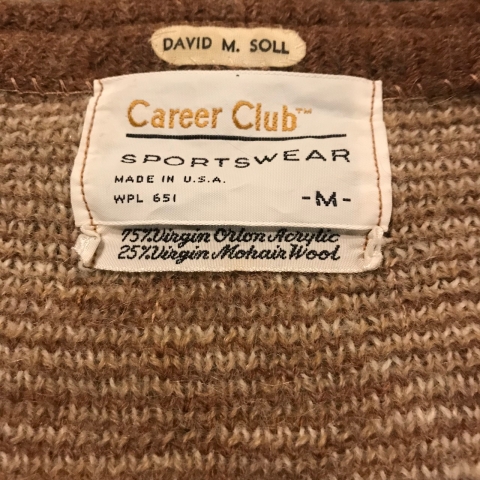 DAVID M. SOLL
Career Club™
SPORTSWEAR
MADE IN U.S.A.
WPL 651 -M-
75% Virgin Orlon Acrylic
25% Virgin Mohair Wool